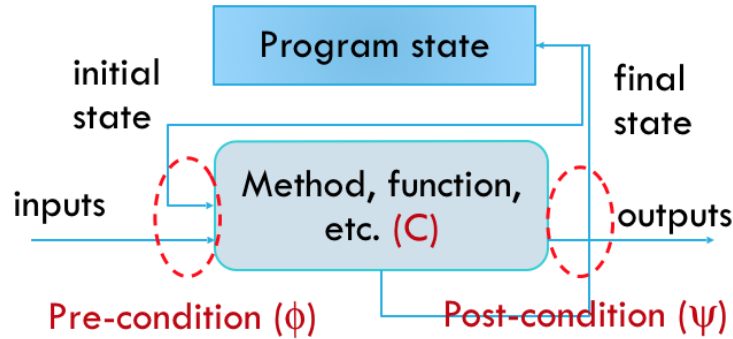 Program state
initial
state
final
state
Method, function,
etc. (C)
inputs
outputs
Pre-condition (ϕ)
Post-condition (ψ)